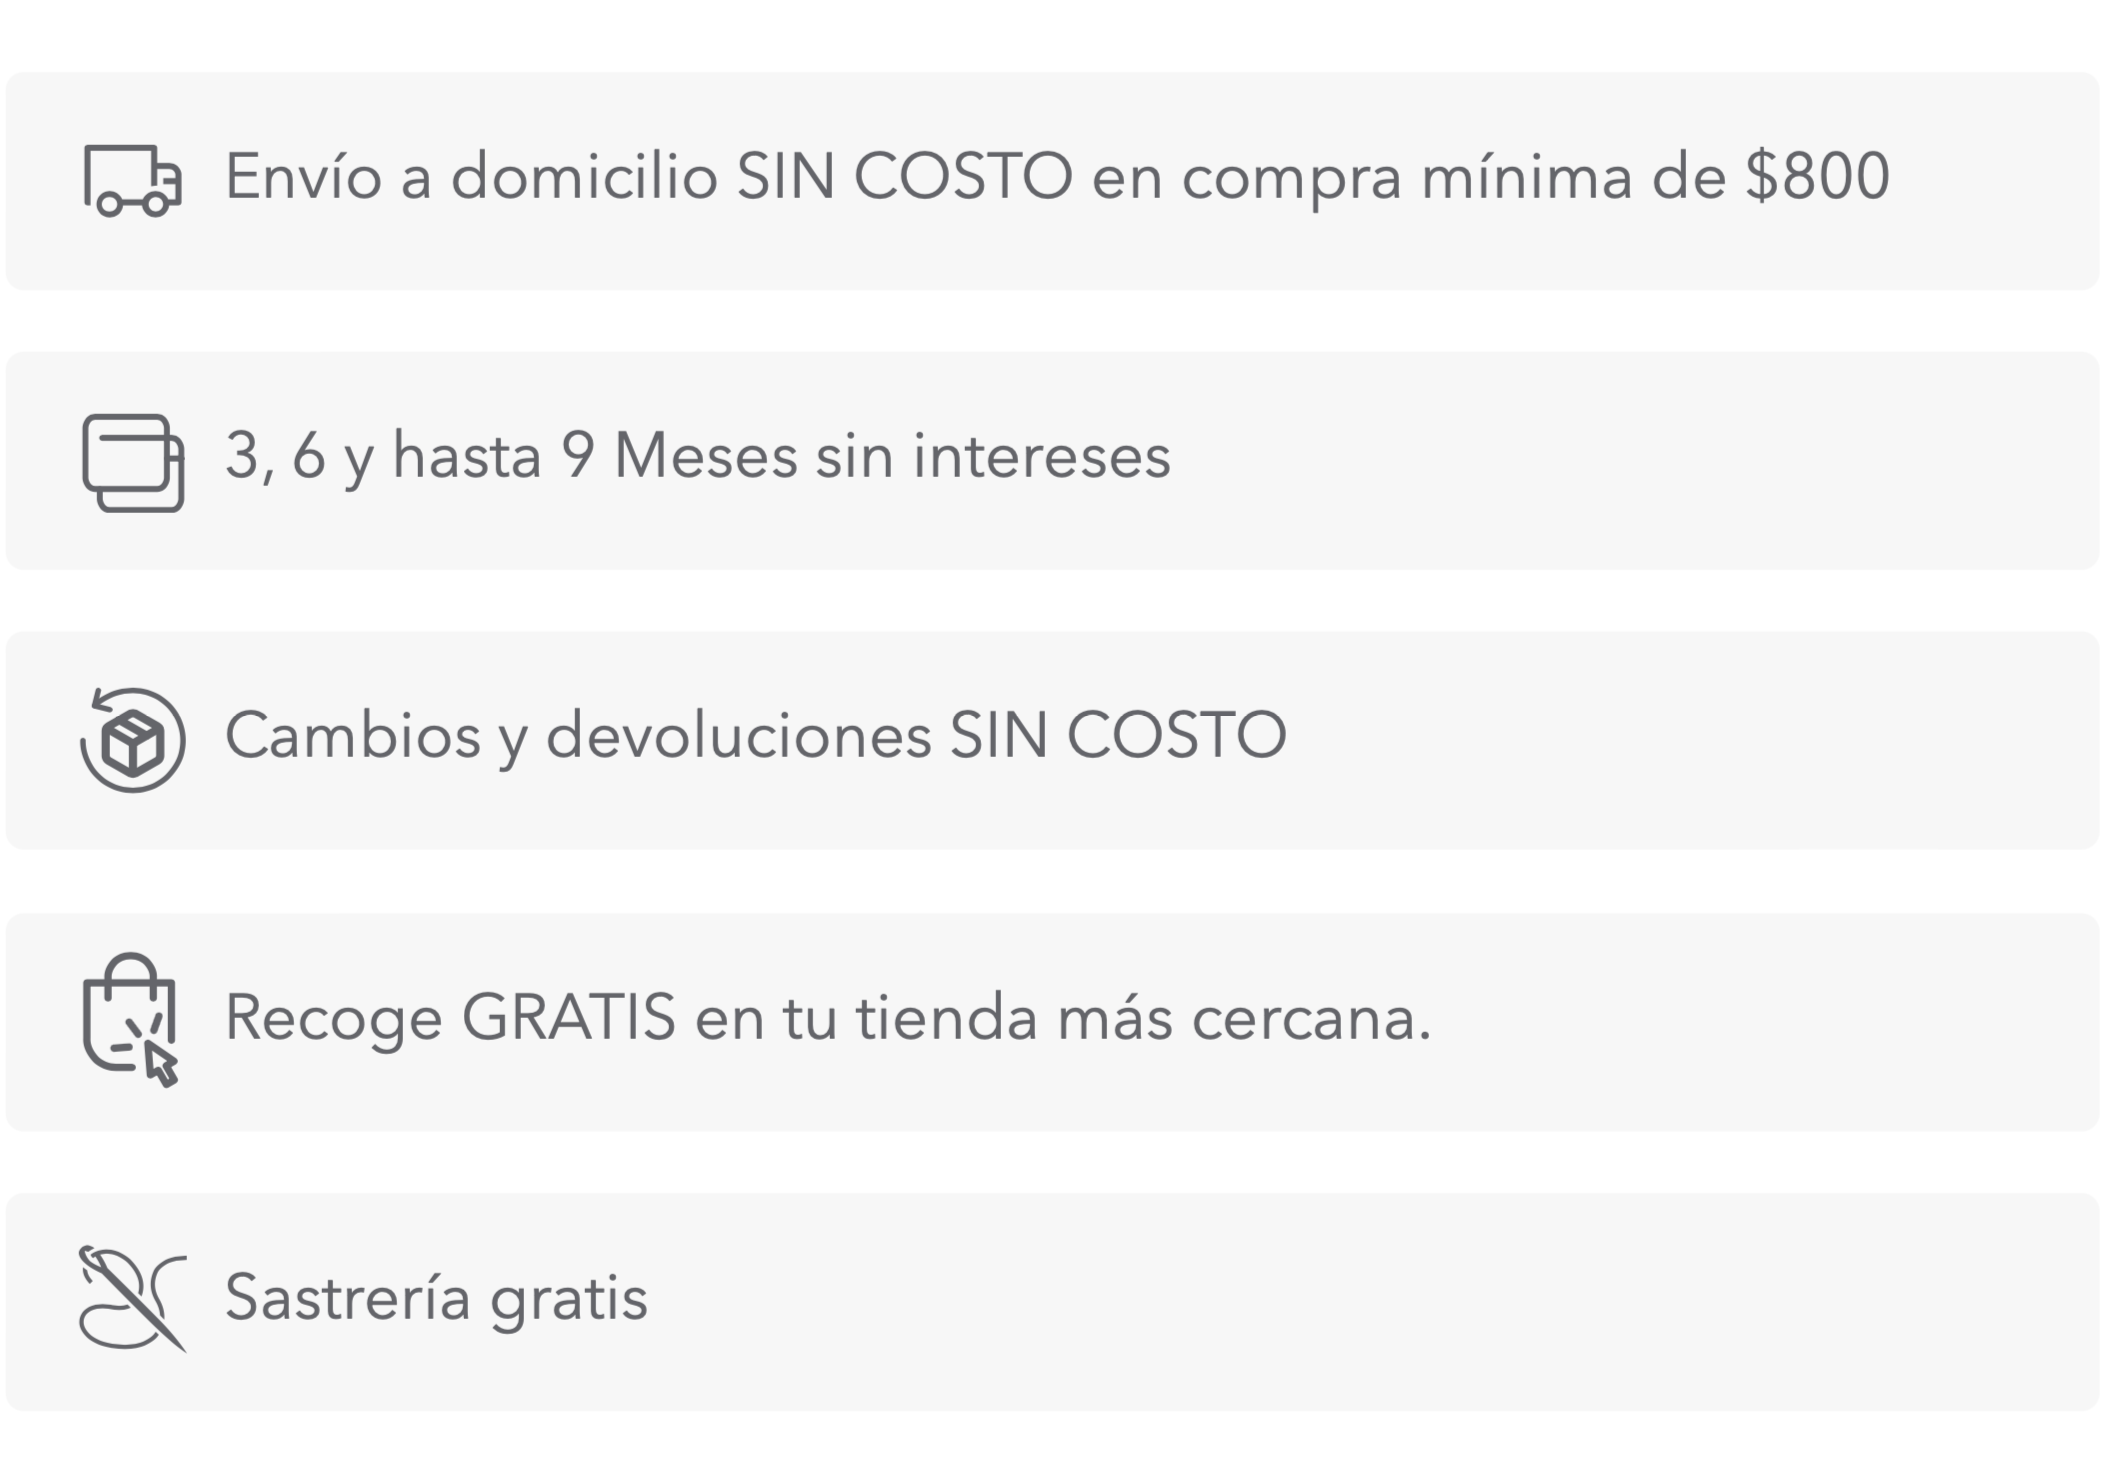 Envío a domicilio SIN COSTO en compra mínima de $800
3, 6 y hasta 9 Meses sin intereses
Cambios y devoluciones SIN COSTO
Recoge GRATIS en tu tienda más cercana.
Sastrería gratis